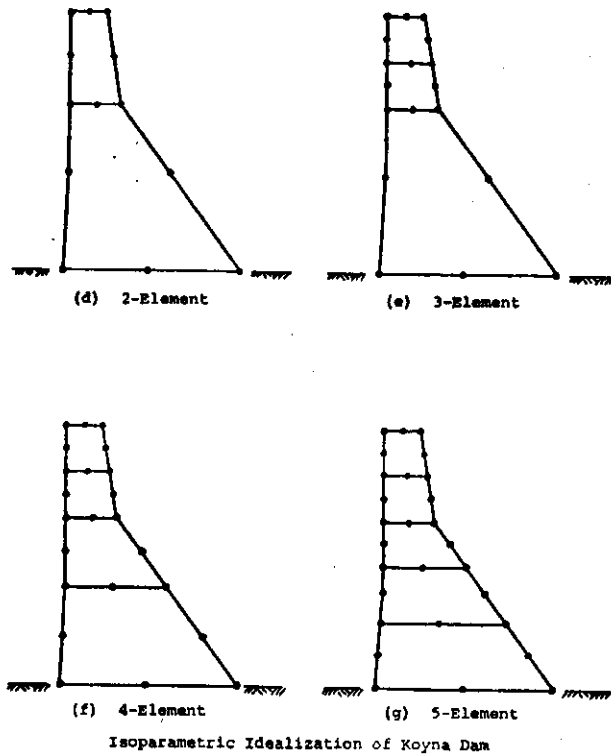 (d) 2-Element
(e) 3-Element
(f) 4-Element
(g) 5-Element
Isoparametric Idealization of Koyna Dam